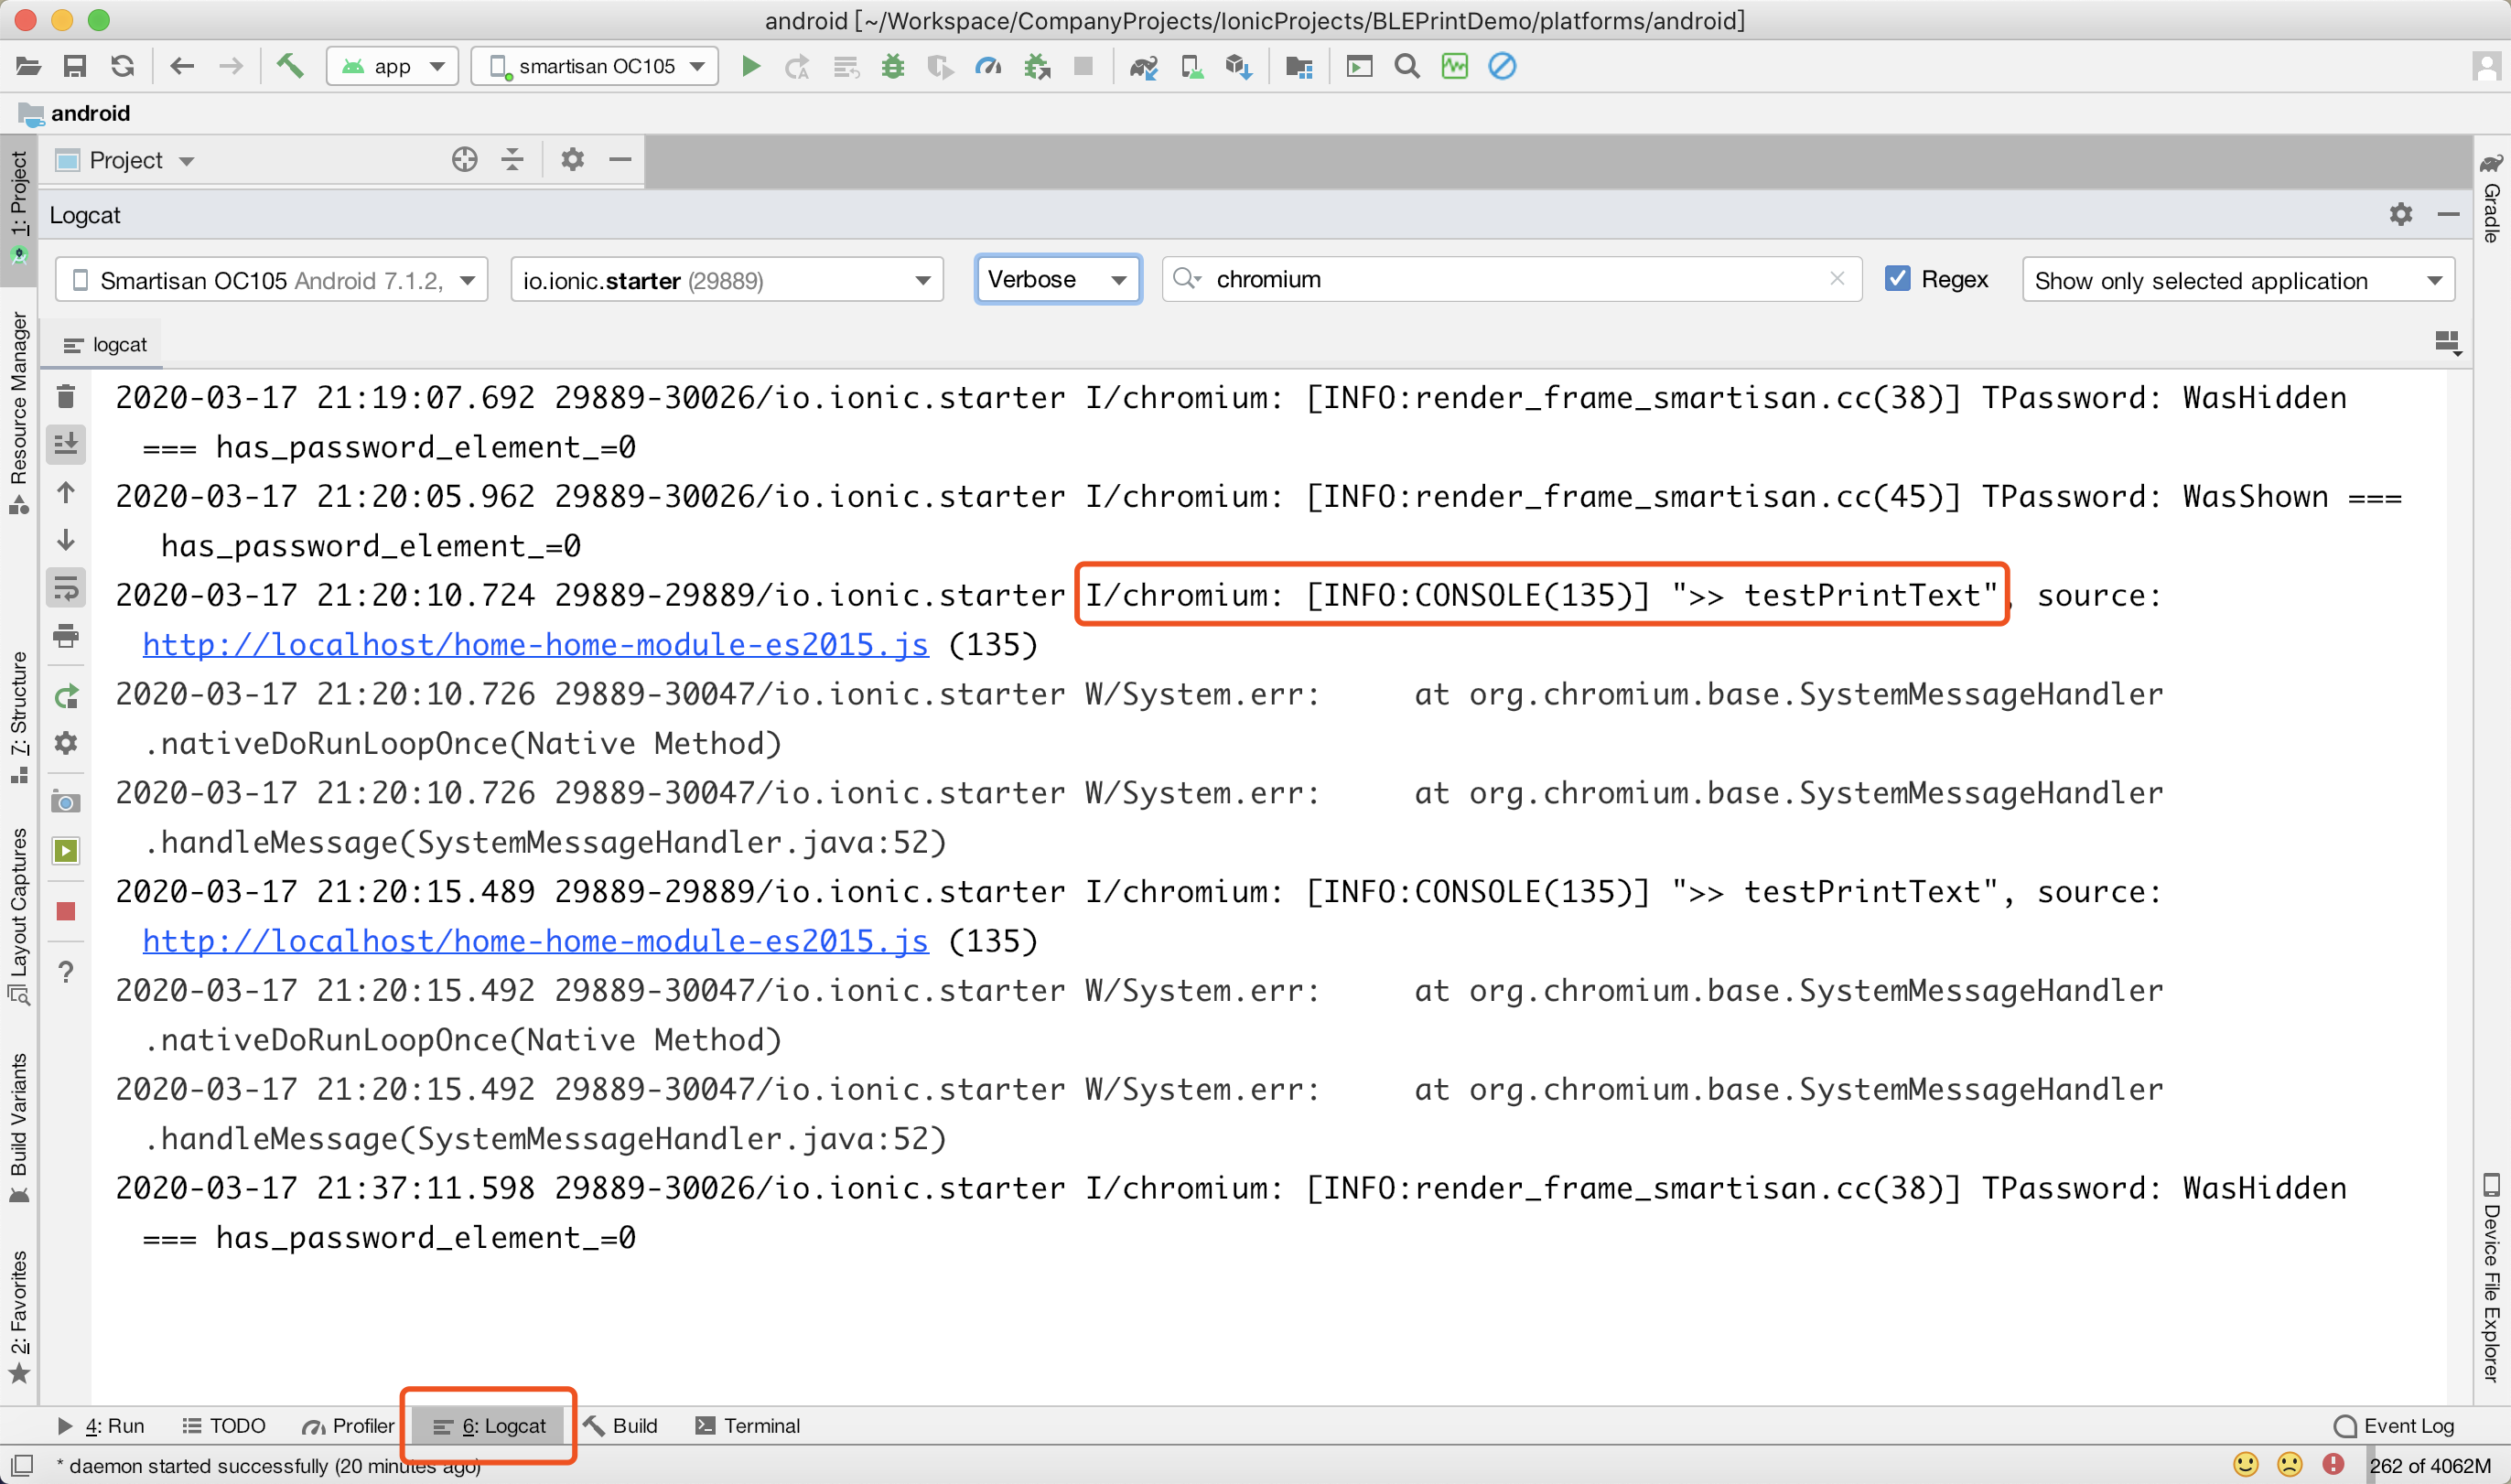 android [~/Workspace/CompanyProjects/IonicProjects/BLEPrintDemo/platforms/android]
app
smartisan OC105
android
Project
Logcat
Smartisan OC105 Android 7.1.2,
io.ionic.starter (29889)
Verbose
chromium
Regex
Show only selected application
logcat
2020-03-17 21:19:07.692 29889-30026/io.ionic.starter I/chromium: [INFO:render_frame_smartisan.cc(38)] TPassword: WasHidden
=== has_password_element_=0
2020-03-17 21:20:05.962 29889-30026/io.ionic.starter I/chromium: [INFO:render_frame_smartisan.cc(45)] TPassword: WasShown ===
has_password_element_=0
2020-03-17 21:20:10.724 29889-29889/io.ionic.starter I/chromium: [INFO:CONSOLE(135)] ">> testPrintText", source:
http://localhost/home-home-module-es2015.js (135)
2020-03-17 21:20:10.726 29889-30047/io.ionic.starter W/System.err:     at org.chromium.base.SystemMessageHandler
.nativeDoRunLoopOnce(Native Method)
2020-03-17 21:20:10.726 29889-30047/io.ionic.starter W/System.err:     at org.chromium.base.SystemMessageHandler
.handleMessage(SystemMessageHandler.java:52)
2020-03-17 21:20:15.489 29889-29889/io.ionic.starter I/chromium: [INFO:CONSOLE(135)] ">> testPrintText", source:
http://localhost/home-home-module-es2015.js (135)
2020-03-17 21:20:15.492 29889-30047/io.ionic.starter W/System.err:     at org.chromium.base.SystemMessageHandler
.nativeDoRunLoopOnce(Native Method)
2020-03-17 21:20:15.492 29889-30047/io.ionic.starter W/System.err:     at org.chromium.base.SystemMessageHandler
.handleMessage(SystemMessageHandler.java:52)
2020-03-17 21:37:11.598 29889-30026/io.ionic.starter I/chromium: [INFO:render_frame_smartisan.cc(38)] TPassword: WasHidden
=== has_password_element_=0
1: Project
Resource Manager
7: Structure
Layout Captures
Build Variants
2: Favorites
Gradle
Device File Explorer
4: Run
TODO
Profiler
6: Logcat
Build
Terminal
Event Log
* daemon started successfully (20 minutes ago)
262 of 4062M